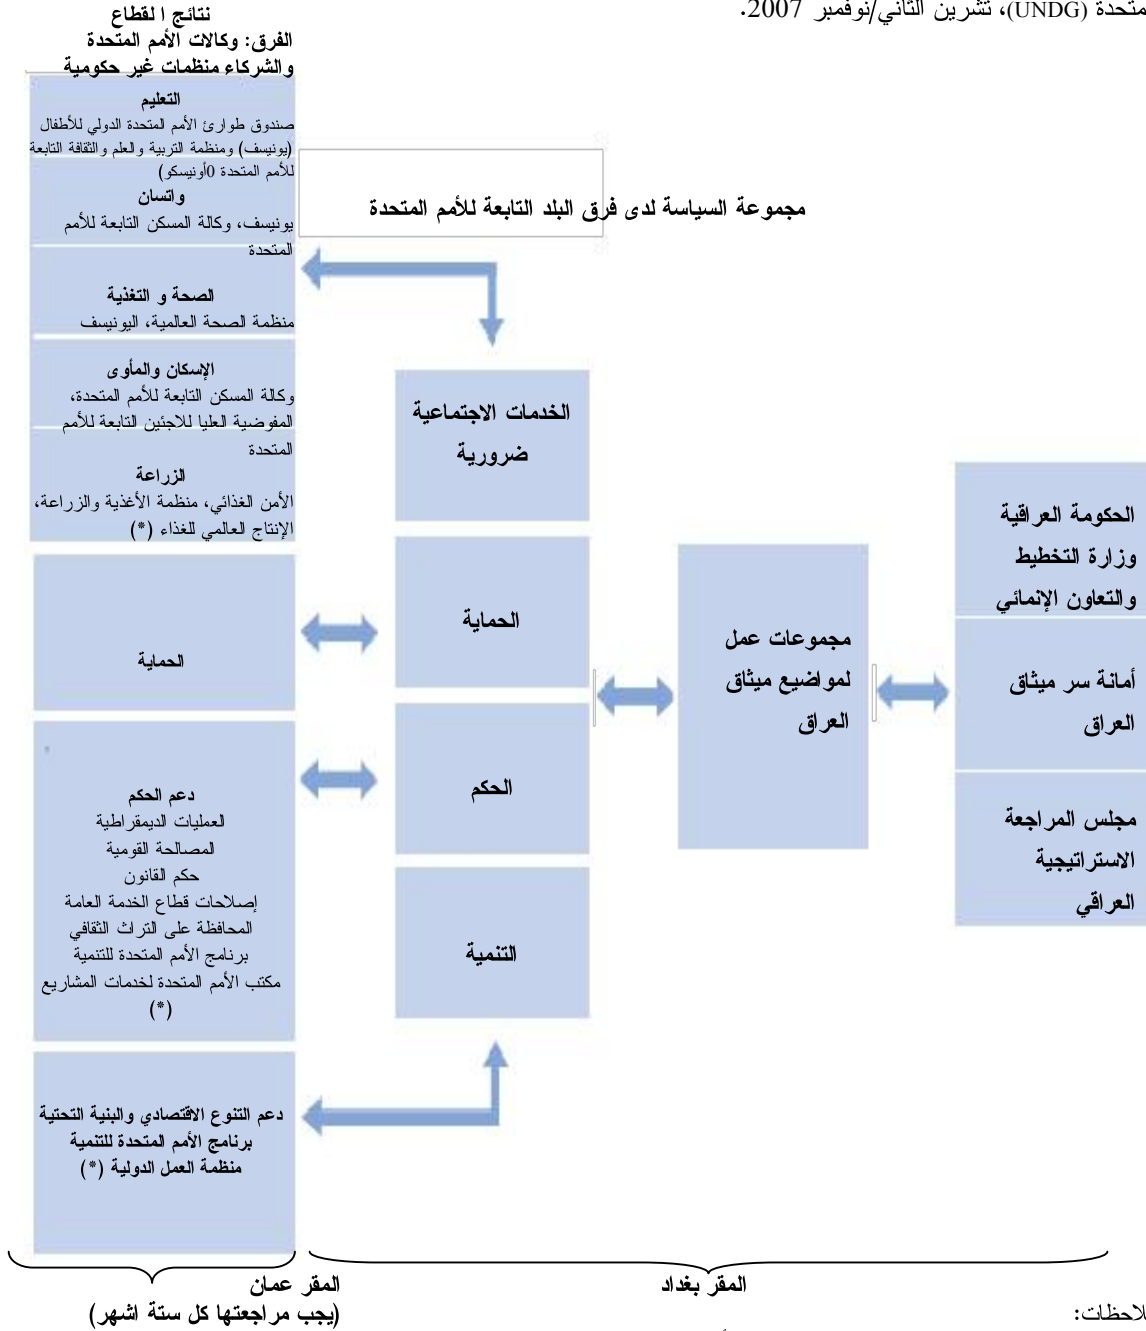 متحدة (UNDG)، تشرين الثاني/نوفمبر 2007.
نتائج القطاع
الفرق: وكالات الأمم المتحدة
والشركاء منظمات غير حكومية
التعليم
صندوق طوارئ الأمم المتحدة الدولي للأطفال
(يونيسف) ومنظمة التربية والعلم والثقافة التابعة
للأمم المتحدة 0أونيسكو)
واتسان
يونيسف، وكالة المسكن التابعة للأمم
المتحدة
الصحة و التغذية
منظمة الصحة العالمية، اليونيسف
الإسكان والمأوى
وكالة المسكن التابعة للأمم المتحدة،
المفوضية العليا للاجئين التابعة للأمم
المتحدة
الزراعة
الأمن الغذائي، منظمة الأغذية والزراعة،
الإنتاج العالمي للغذاء (*)
الحماية
دعم الحكم
العمليات الديمقراطية
المصالحة القومية
حكم القانون
إصلاحات قطاع الخدمة العامة
المحافظة على التراث الثقافي
برنامج الأمم المتحدة للتنمية
مكتب الأمم المتحدة لخدمات المشاريع
(*)
دعم التنوع الاقتصادي والبنية التحتية
برنامج الأمم المتحدة للتنمية
منظمة العمل الدولية (*)
مجموعة السياسة لدى فرق البلد التابعة للأمم المتحدة
الخدمات الاجتماعية
ضرورية
الحماية
الحكم
التنمية
مجموعات عمل
لمواضيع ميثاق
العراق
الحكومة العراقية
وزارة التخطيط
والتعاون الإنمائي
أمانة سر ميثاق
العراق
مجلس المراجعة
الاستراتيجية
العراقي
المقر بغداد
المقر عمان
(يجب مراجعتها كل ستة اشهر)
لاحظات: